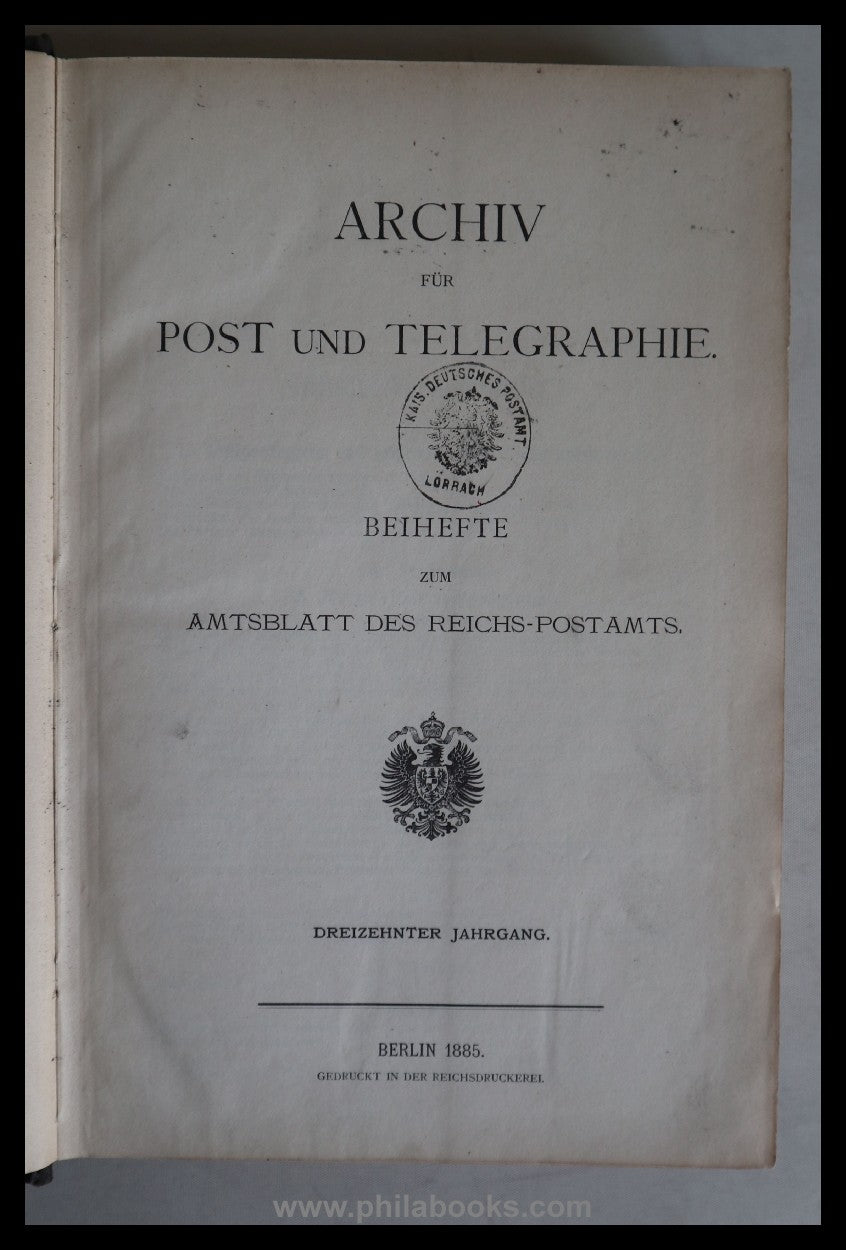 ARCHIV
FÜR
POST UND TELEGRAPHIE.
KAIS. DEUTSCHES POSTAMT
LÖRRACH
BEIHEFTE
ZUM
AMTSBLATT DES REICHS-POSTAMTS.
DREIZEHNTER JAHRGANG.
BERLIN 1885.
GEDRUCKT IN DER REICHSDRUCKEREI.
www.philabooks.com